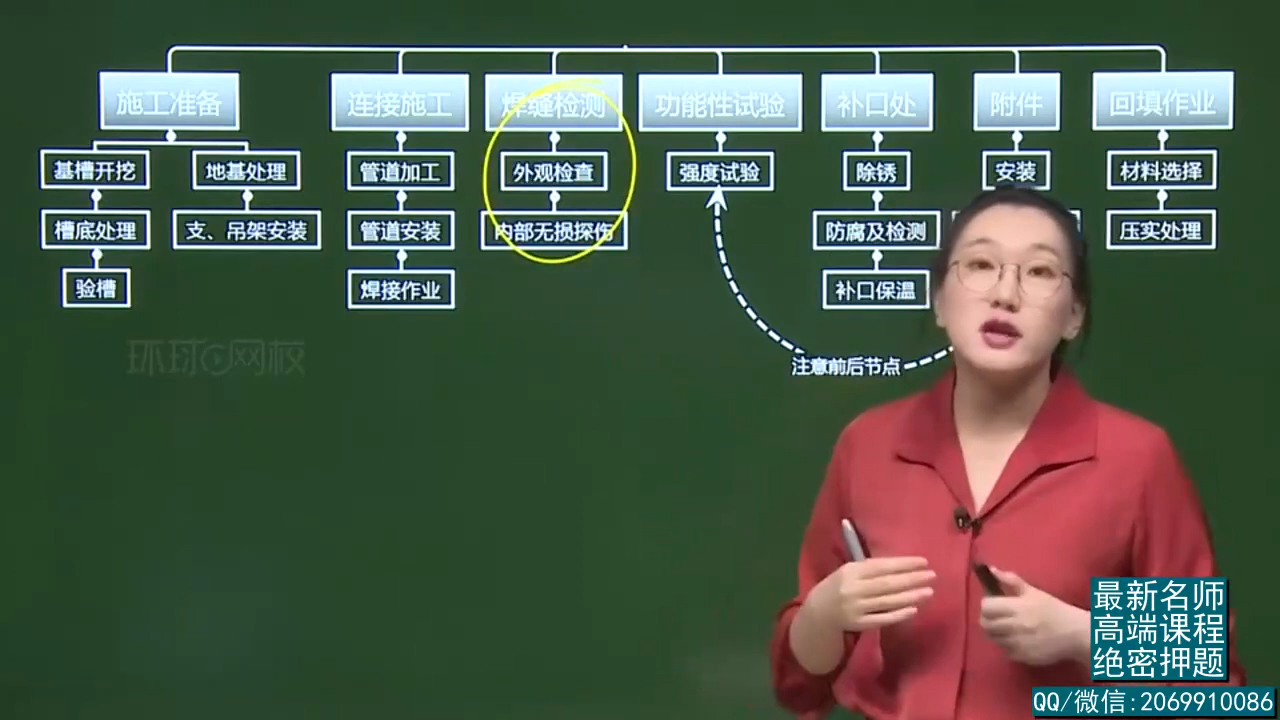 施工准备
连接施工
焊缝检测
功能性试验
补口处
附件
回填作业
基槽开挖
地基处理
管道加工
外观检查
强度试验
除锈
安装
材料选择
槽底处理
支、吊架安装
管道安装
内部无损探伤
防腐及检测
压实处理
验槽
焊接作业
补口保温
环球网校
注意前后节点
最新名师
高端课程
绝密押题
QQ/微信:2069910086